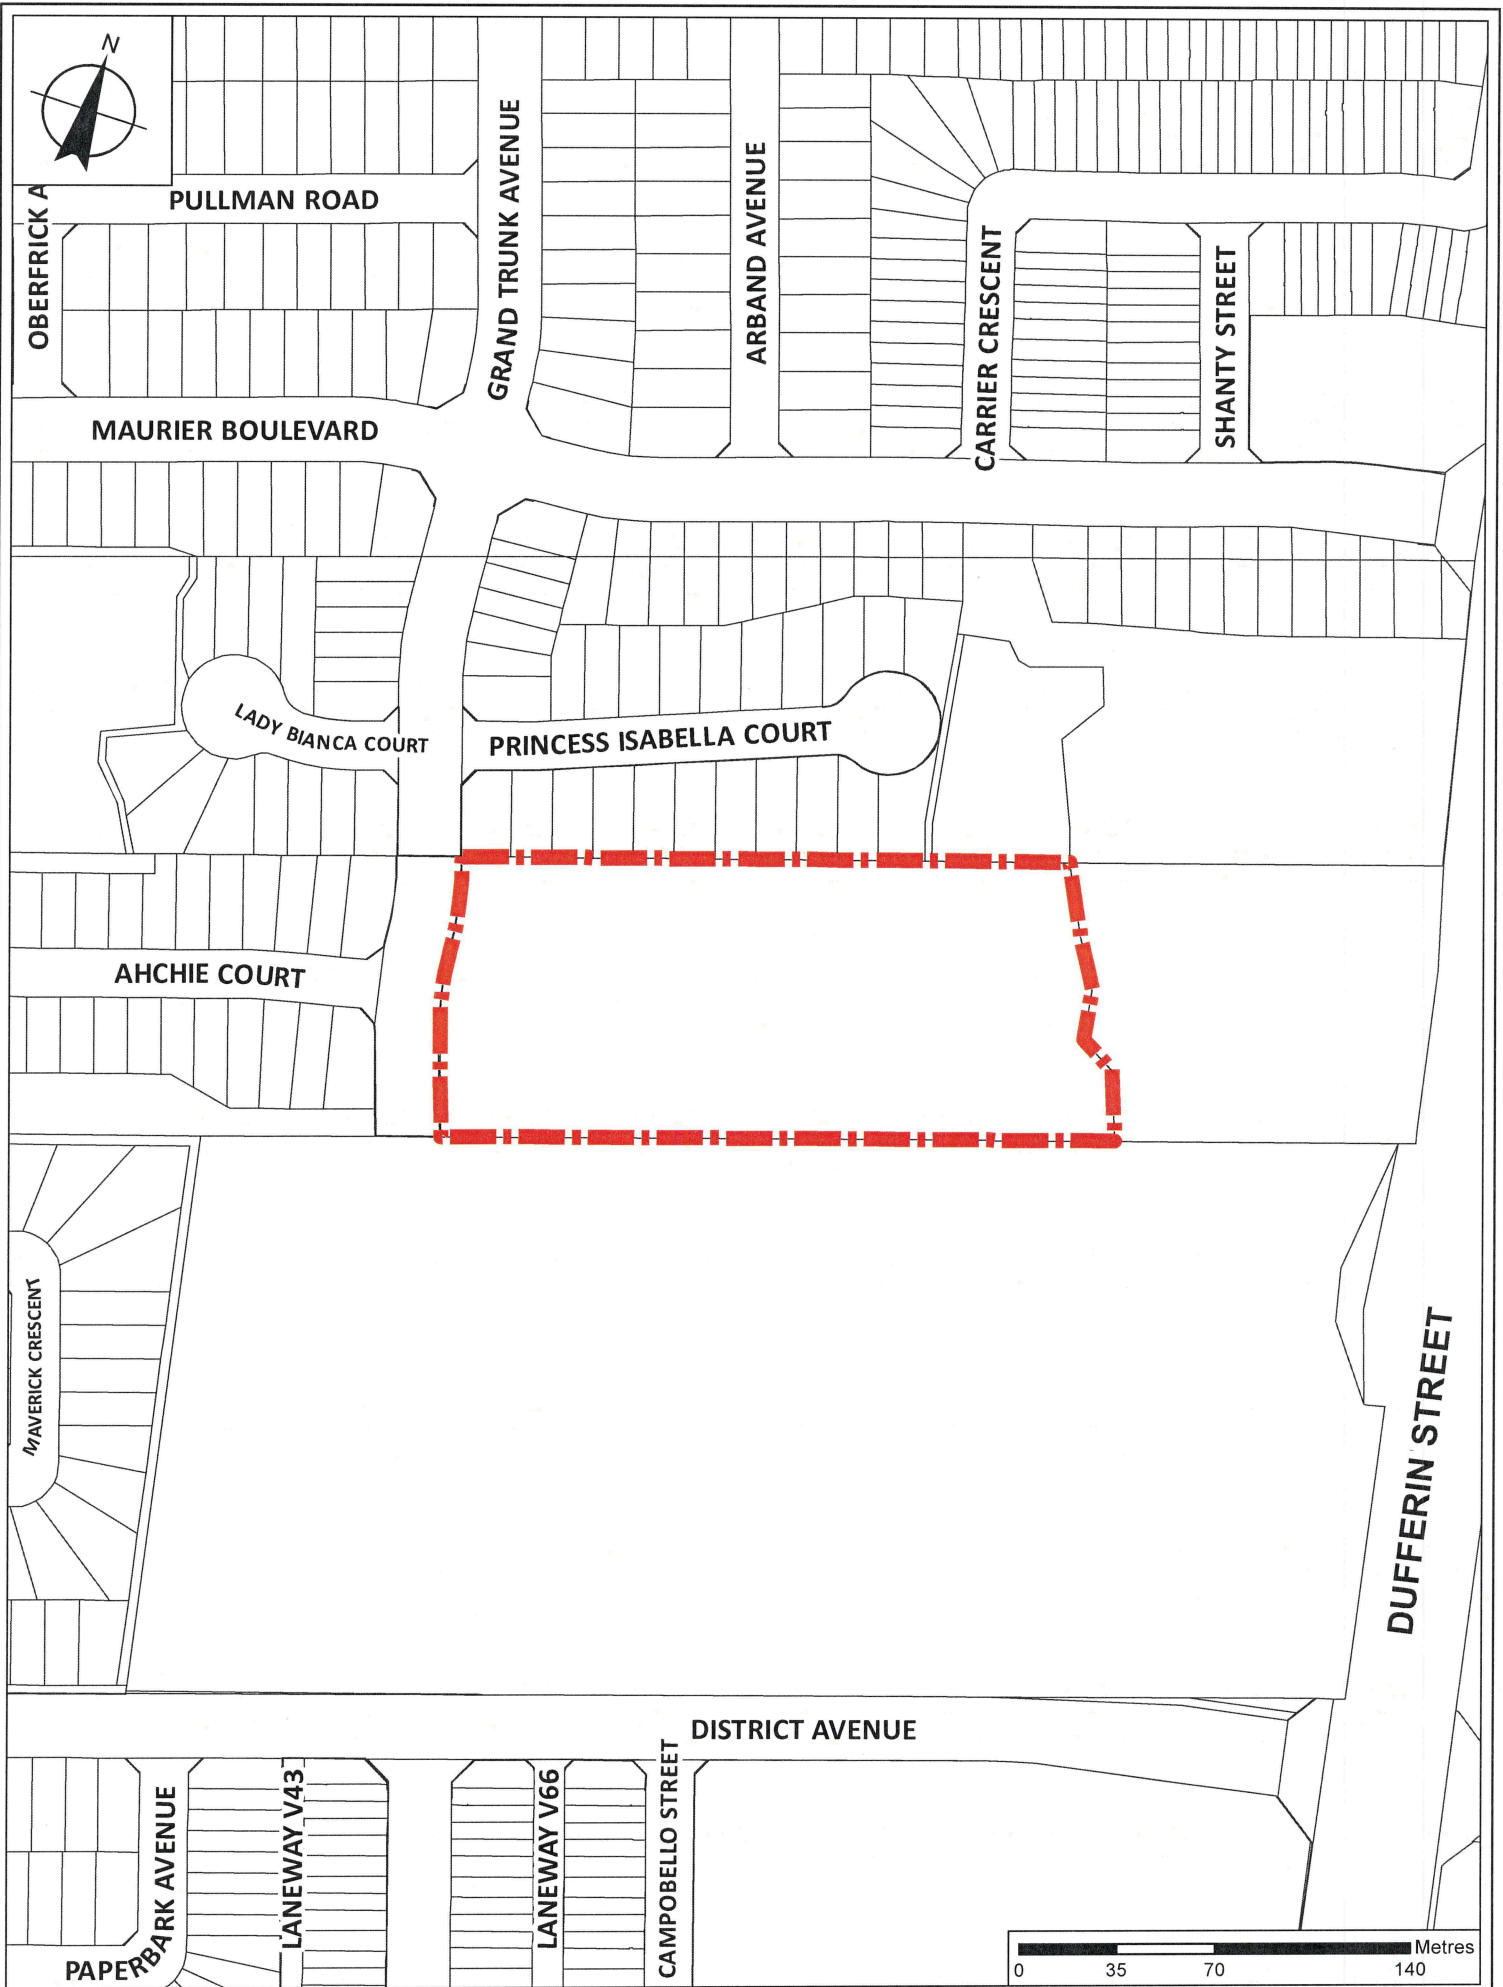 N
OBERFRICK A
PULLMAN ROAD
GRAND TRUNK AVENUE
ARBAND AVENUE
CARRIER CRESCENT
SHANTY STREET
MAURIER BOULEVARD
LADY BIANCA COURT
PRINCESS ISABELLA COURT
AHCHIE COURT
MAVERICK CRESCENT
DUFFERIN STREET
DISTRICT AVENUE
PAPERBARK AVENUE
LANEWAY V43
LANEWAY V66
CAMPOBELLO STREET
Metres
0 35 70 140